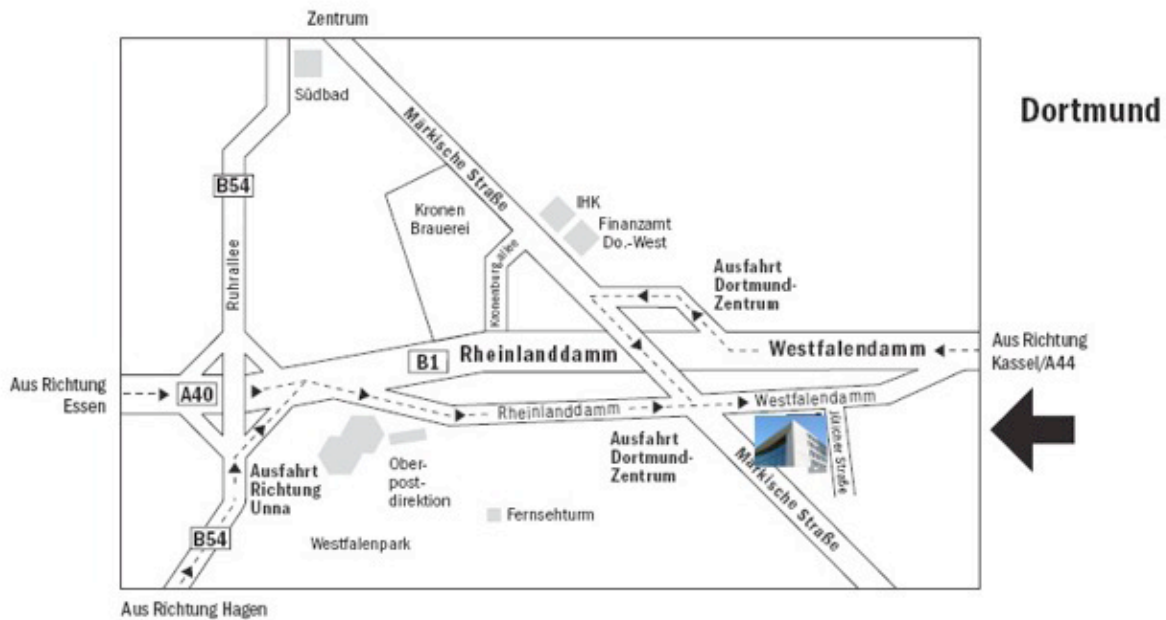 Zentrum
Dortmund
Südbad
Märkische Straße
B54
Kronen
Brauerei
IHK
Finanzamt
Do.-West
Kronenburgallee
Ruhrallee
Ausfahrt
Dortmund-
Zentrum
B1
Rheinlanddamm
Westfalendamm
Aus Richtung
Kassel/A44
Aus Richtung
Essen
A40
Rheinlanddamm
Westfalendamm
Jülicher Straße
Ausfahrt
Dortmund-
Zentrum
Märkische Straße
Ausfahrt
Richtung
Unna
Ober-
post-
direktion
Fernsehturm
B54
Westfalenpark
Aus Richtung Hagen